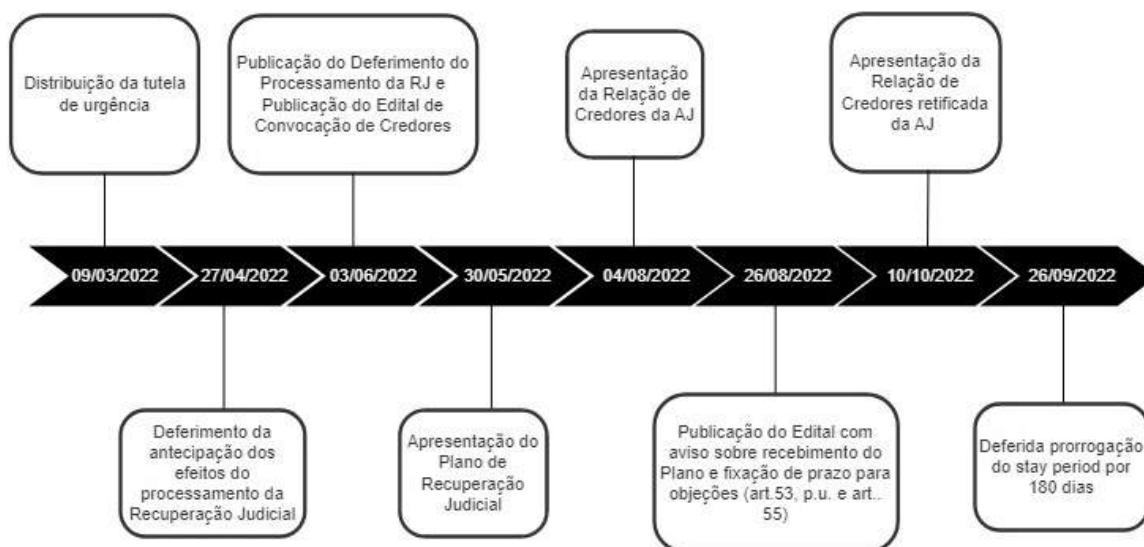 Distribuição da tutela
de urgência
Publicação do Deferimento do
Processamento da RJ e
Publicação do Edital de
Convocação de Credores
Apresentação
da Relação de
Credores da AJ
Apresentação da
Relação de
Credores retificada
da AJ
09/03/2022
27/04/2022
03/06/2022
30/05/2022
04/08/2022
26/08/2022
10/10/2022
26/09/2022
Deferimento da
antecipação dos
efeitos do
processamento da
Recuperação Judicial
Apresentação do
Plano de
Recuperação
Judicial
Publicação do Edital com
aviso sobre recebimento do
Plano e fixação de prazo para
objeções (art.53, p.u. e art..
55)
Deferida prorrogação
do stay period por
180 dias